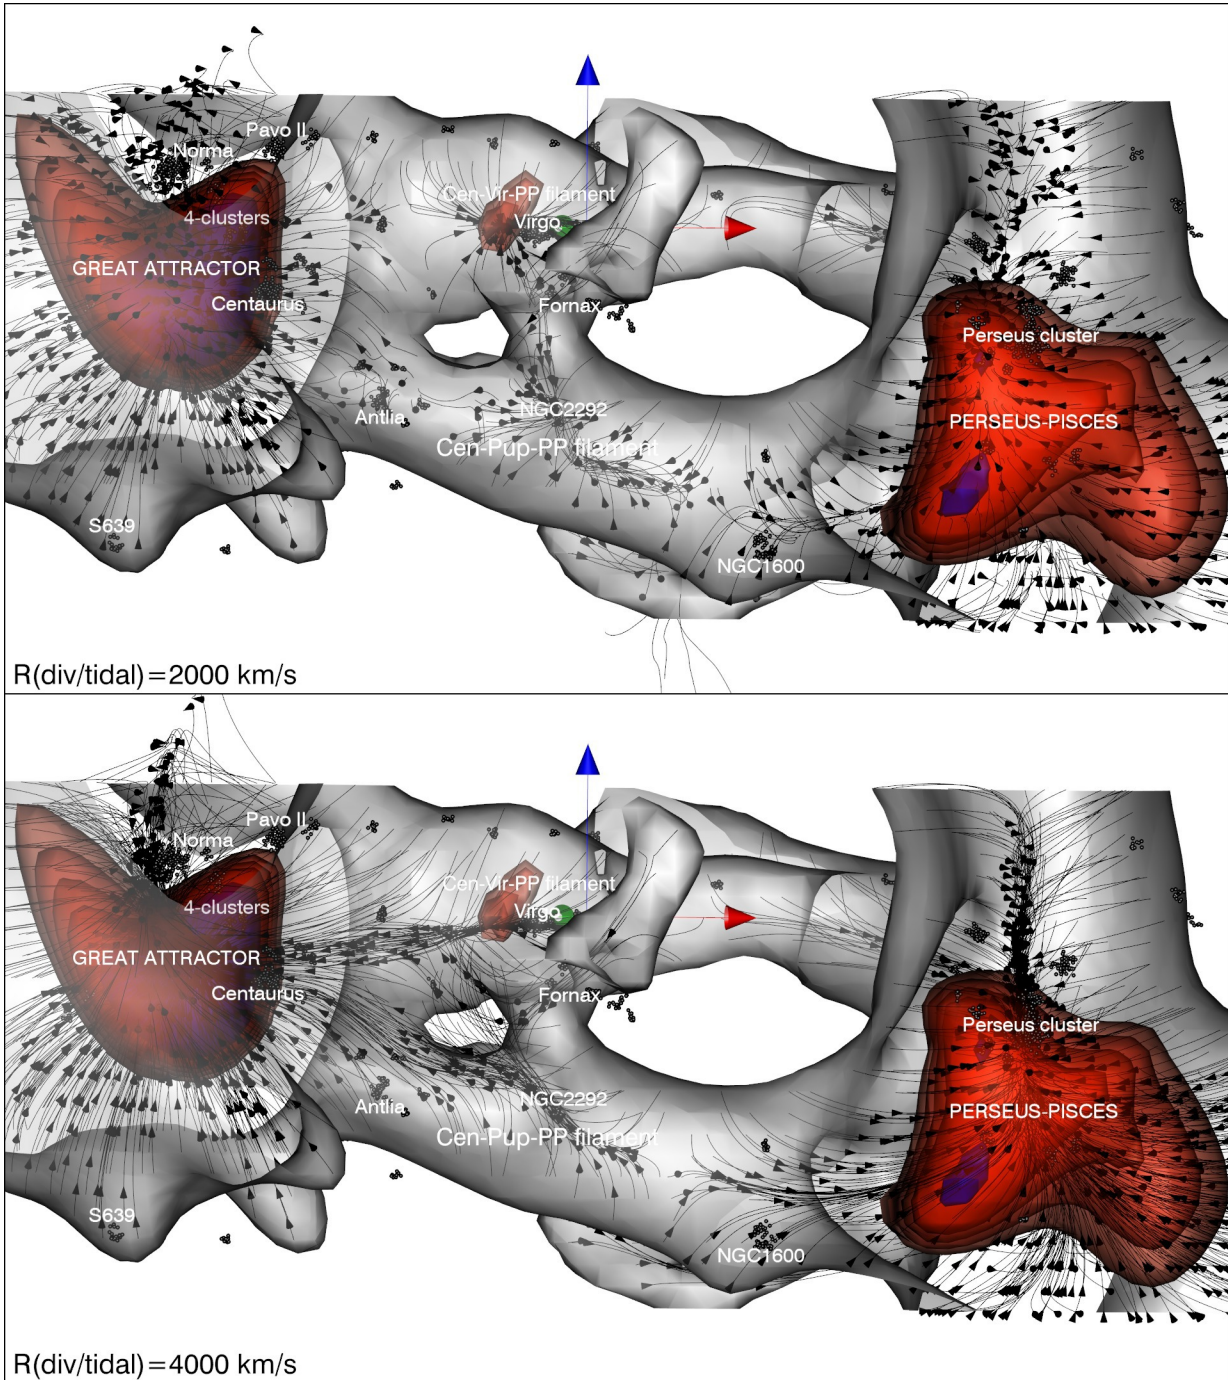 Pavo II
Norma
Cen-Vir-PP filament
4-clusters
Virgo
GREAT ATTRACTOR
Centaurus
Fornax
Perseus cluster
Antlia
NGC2292
PERSEUS-PISCES
Cen-Pup-PP filament
S639
NGC1600
R(div/tidal)=2000 km/s
Pavo II
Norma
Cen-Vir-PP filament
4-clusters
Virgo
GREAT ATTRACTOR
Centaurus
Fornax
Perseus cluster
Antlia
NGC2292
PERSEUS-PISCES
Cen-Pup-PP filament
S639
NGC1600
R(div/tidal)=4000 km/s